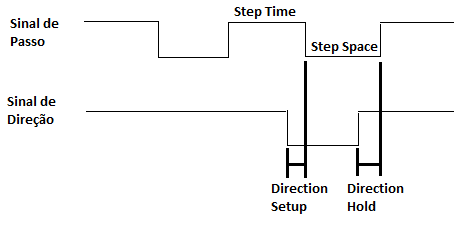 Step Time
Sinal de
Passo
Step Space
Sinal de
Direção
Direction
Setup
Direction
Hold